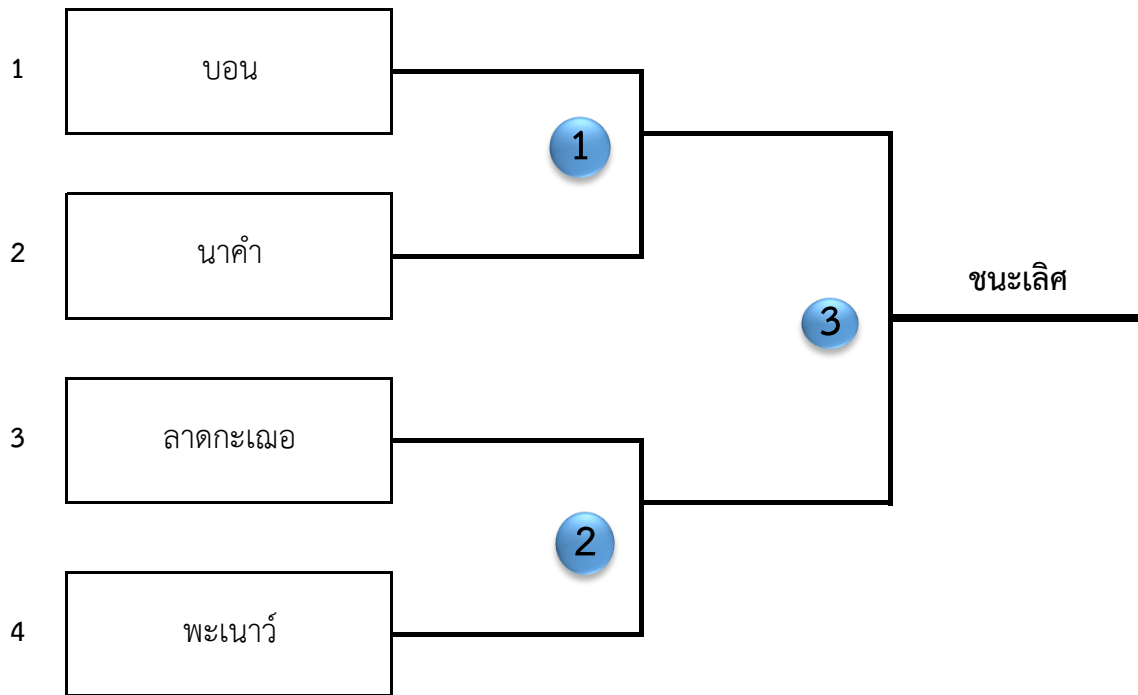 1 บอน
1
2 นาคำ
ชนะเลิศ
3
3 ลาดกะเฌอ
2
4 พะเนาว์